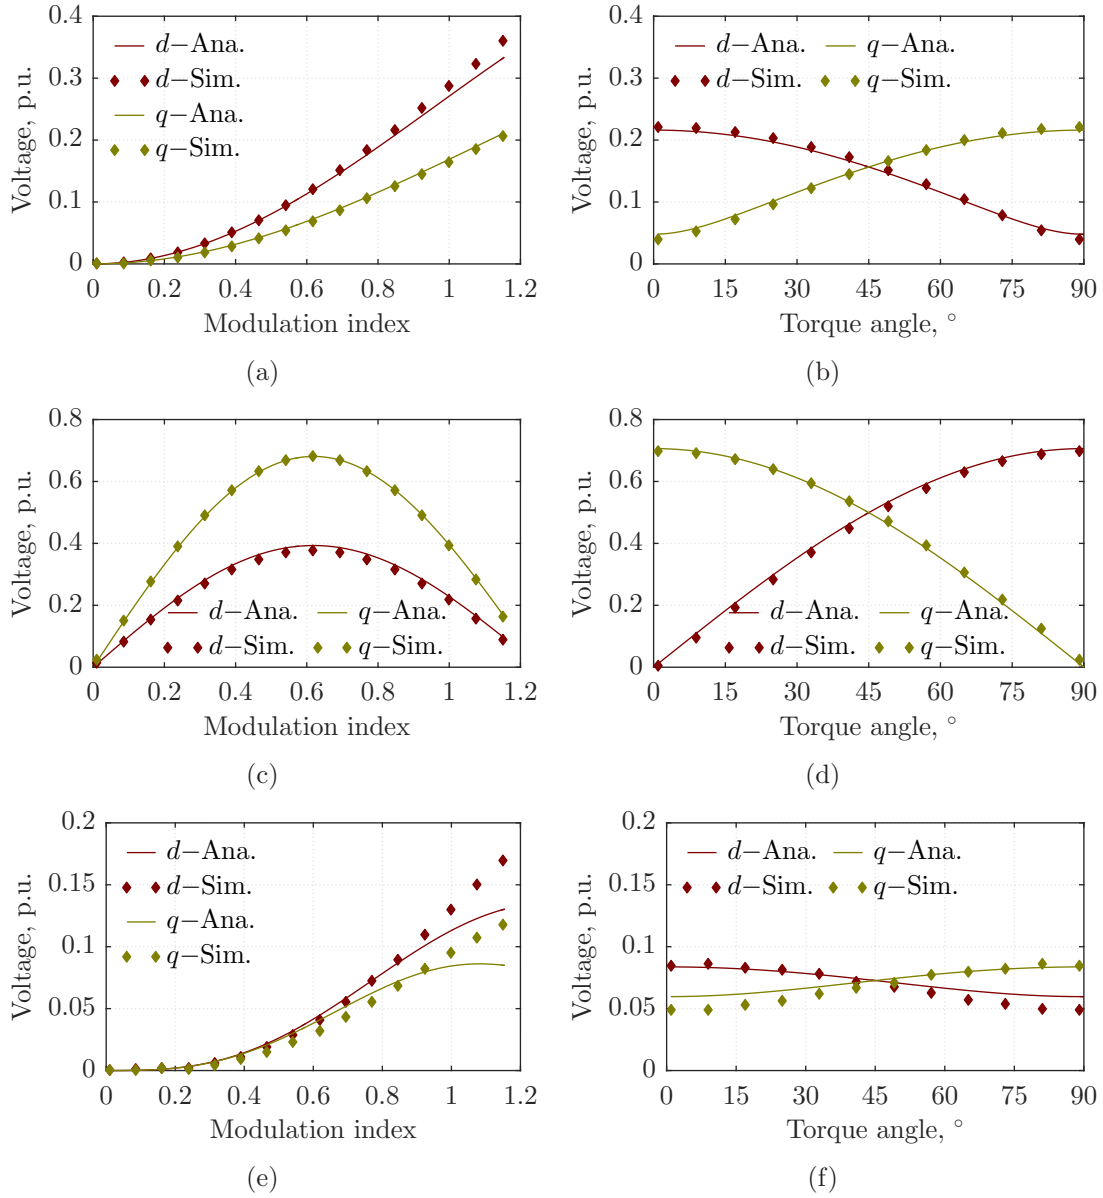 0.4
0.3
0.2
0.1
0
Voltage, p.u.
d−Ana.
d−Sim.
q−Ana.
q−Sim.
0 0.2 0.4 0.6 0.8 1 1.2
Modulation index
(a)
0.4
0.3
0.2
0.1
0
Voltage, p.u.
d−Ana. q−Ana.
d−Sim. q−Sim.
0 15 30 45 60 75 90
Torque angle, °
(b)
0.8
0.6
0.4
0.2
0
Voltage, p.u.
d−Ana. q−Ana.
d−Sim. q−Sim.
0 0.2 0.4 0.6 0.8 1 1.2
Modulation index
(c)
0.8
0.6
0.4
0.2
0
Voltage, p.u.
d−Ana. q−Ana.
d−Sim. q−Sim.
0 15 30 45 60 75 90
Torque angle, °
(d)
0.2
0.15
0.1
0.05
0
Voltage, p.u.
d−Ana.
d−Sim.
q−Ana.
q−Sim.
0 0.2 0.4 0.6 0.8 1 1.2
Modulation index
(e)
0.2
0.15
0.1
0.05
0
Voltage, p.u.
d−Ana. q−Ana.
d−Sim. q−Sim.
0 15 30 45 60 75 90
Torque angle, °
(f)